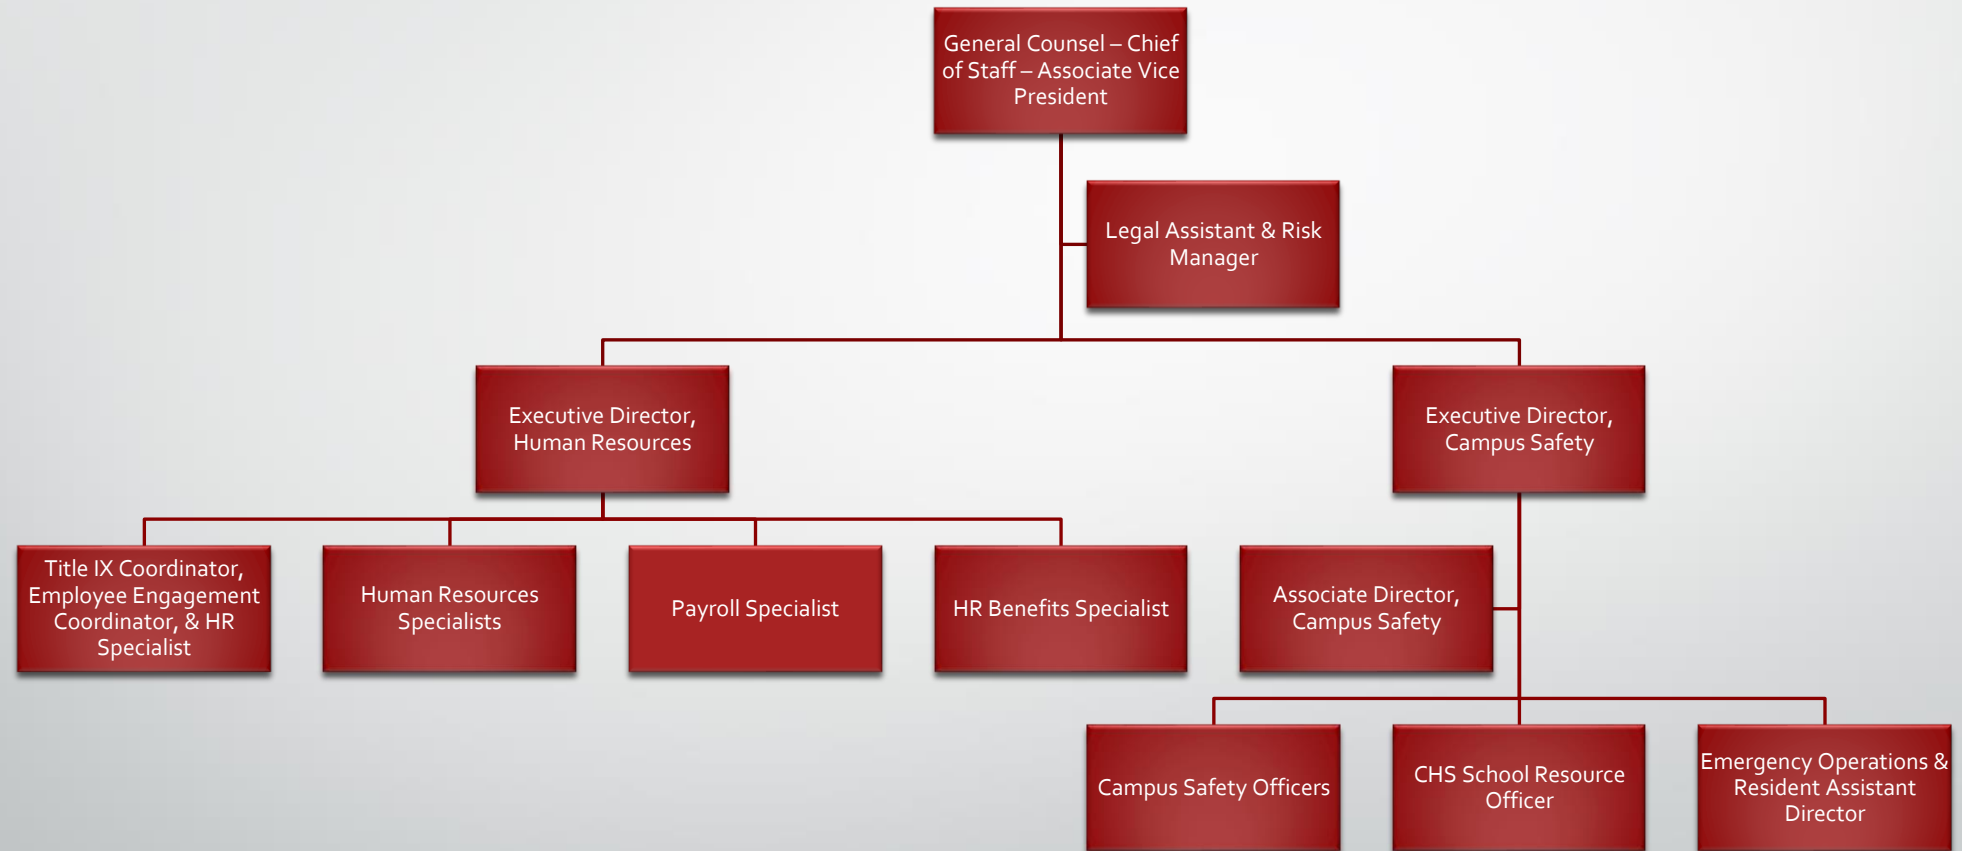 General Counsel – Chief
of Staff – Associate Vice
President
Legal Assistant & Risk
Manager
Executive Director,
Human Resources
Executive Director,
Campus Safety
Title IX Coordinator,
Employee Engagement
Coordinator, & HR
Specialist
Human Resources
Specialists
Payroll Specialist
HR Benefits Specialist
Associate Director,
Campus Safety
Campus Safety Officers
CHS School Resource
Officer
Emergency Operations &
Resident Assistant
Director